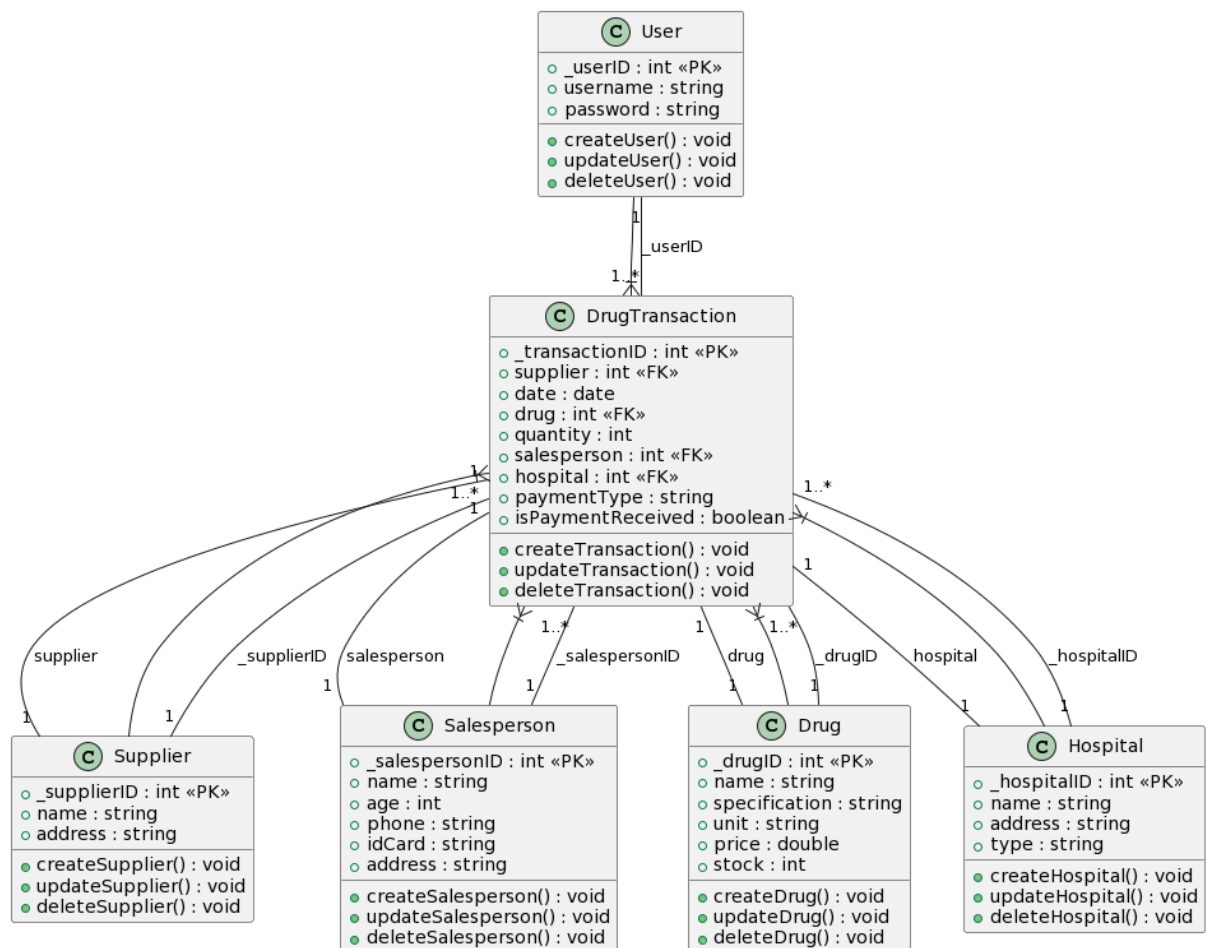 C User
_userID : int «PK»
username : string
password : string
createUser() : void
updateUser() : void
deleteUser() : void
1
_userID
1..*
C DrugTransaction
_transactionID : int «PK»
supplier : int «FK»
date : date
drug : int «FK»
quantity : int
salesperson : int «FK»
hospital : int «FK»
paymentType : string
isPaymentReceived : boolean
createTransaction() : void
updateTransaction() : void
deleteTransaction() : void
1
1..*
1
1..*
1
1..*
1
1..*
supplier
_supplierID
salesperson
_salespersonID
drug
_drugID
hospital
_hospitalID
1
1
1
1
1
1
1
1
C Supplier
_supplierID : int «PK»
name : string
address : string
createSupplier() : void
updateSupplier() : void
deleteSupplier() : void
C Salesperson
_salespersonID : int «PK»
name : string
age : int
phone : string
idCard : string
address : string
createSalesperson() : void
updateSalesperson() : void
deleteSalesperson() : void
C Drug
_drugID : int «PK»
name : string
specification : string
unit : string
price : double
stock : int
createDrug() : void
updateDrug() : void
deleteDrug() : void
C Hospital
_hospitalID : int «PK»
name : string
address : string
type : string
createHospital() : void
updateHospital() : void
deleteHospital() : void